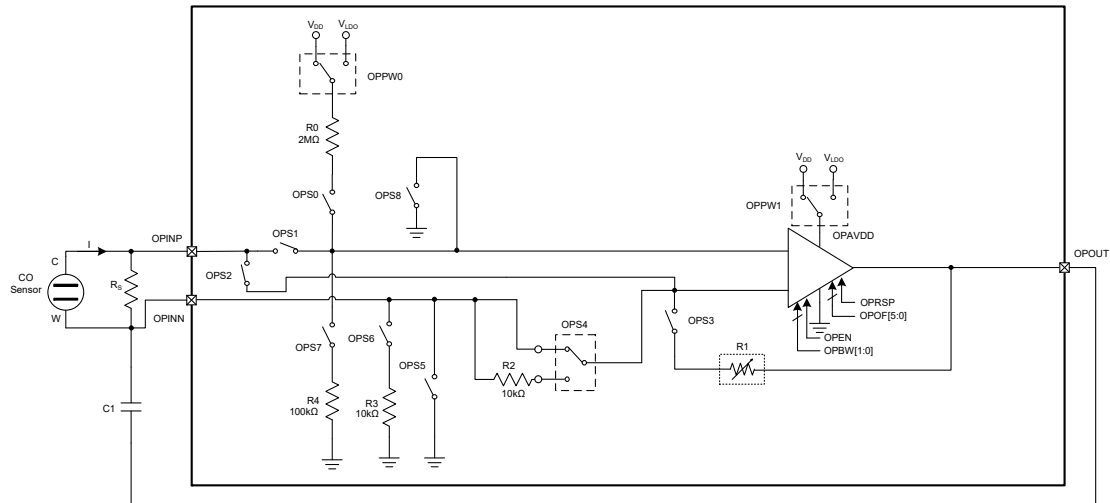 VDD
VLDO
OPPW0
R0
2MΩ
OPS0
OPS8
VDD
VLDO
OPPW1
OPAVDD
OPINP
OPS1
OPOUT
I
C
CO
Sensor
RS
OPS2
W
OPINN
OPRSP
OPOF[5:0]
OPEN
OPBW[1:0]
OPS3
OPS4
OPS7
OPS6
OPS5
R1
R2
10kΩ
C1
R4
100kΩ
R3
10kΩ